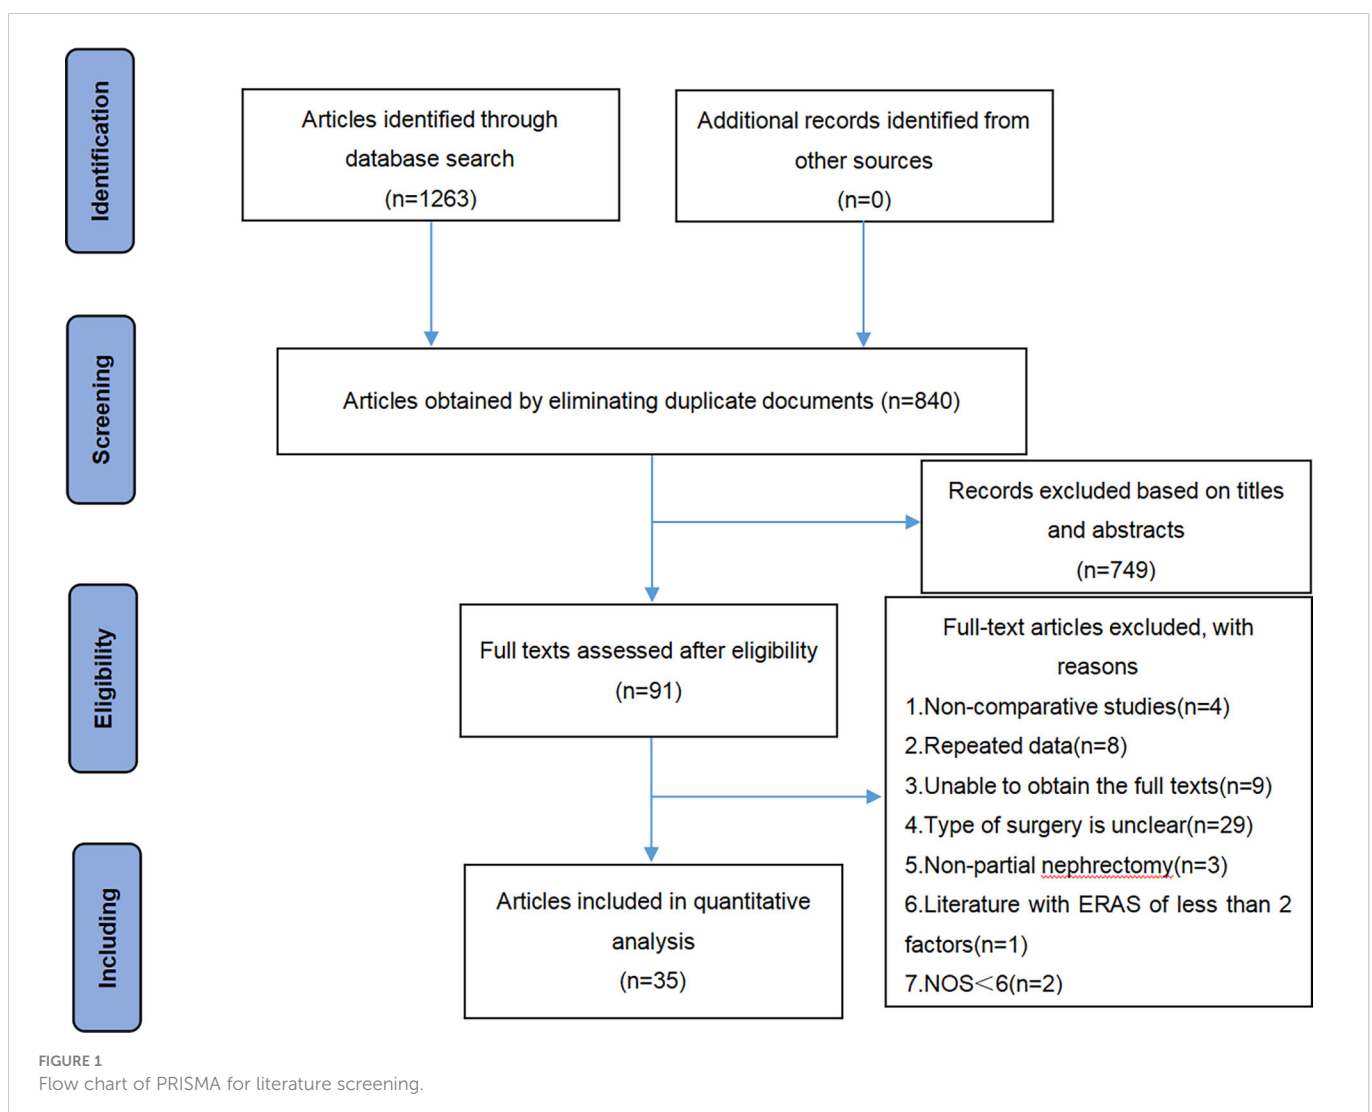 Identification
Articles identified through
database search
(n=1263)
Additional records identified from
other sources
(n=0)
Screening
Articles obtained by eliminating duplicate documents (n=840)
Records excluded based on titles
and abstracts
(n=749)
Eligibility
Full texts assessed after eligibility
(n=91)
Full-text articles excluded, with
reasons
1.Non-comparative studies(n=4)
2.Repeated data(n=8)
3.Unable to obtain the full texts(n=9)
4.Type of surgery is unclear(n=29)
5.Non-partial nephrectomy(n=3)
6.Literature with ERAS of less than 2
factors(n=1)
7.NOS<6(n=2)
Including
Articles included in quantitative
analysis
(n=35)
FIGURE 1
Flow chart of PRISMA for literature screening.